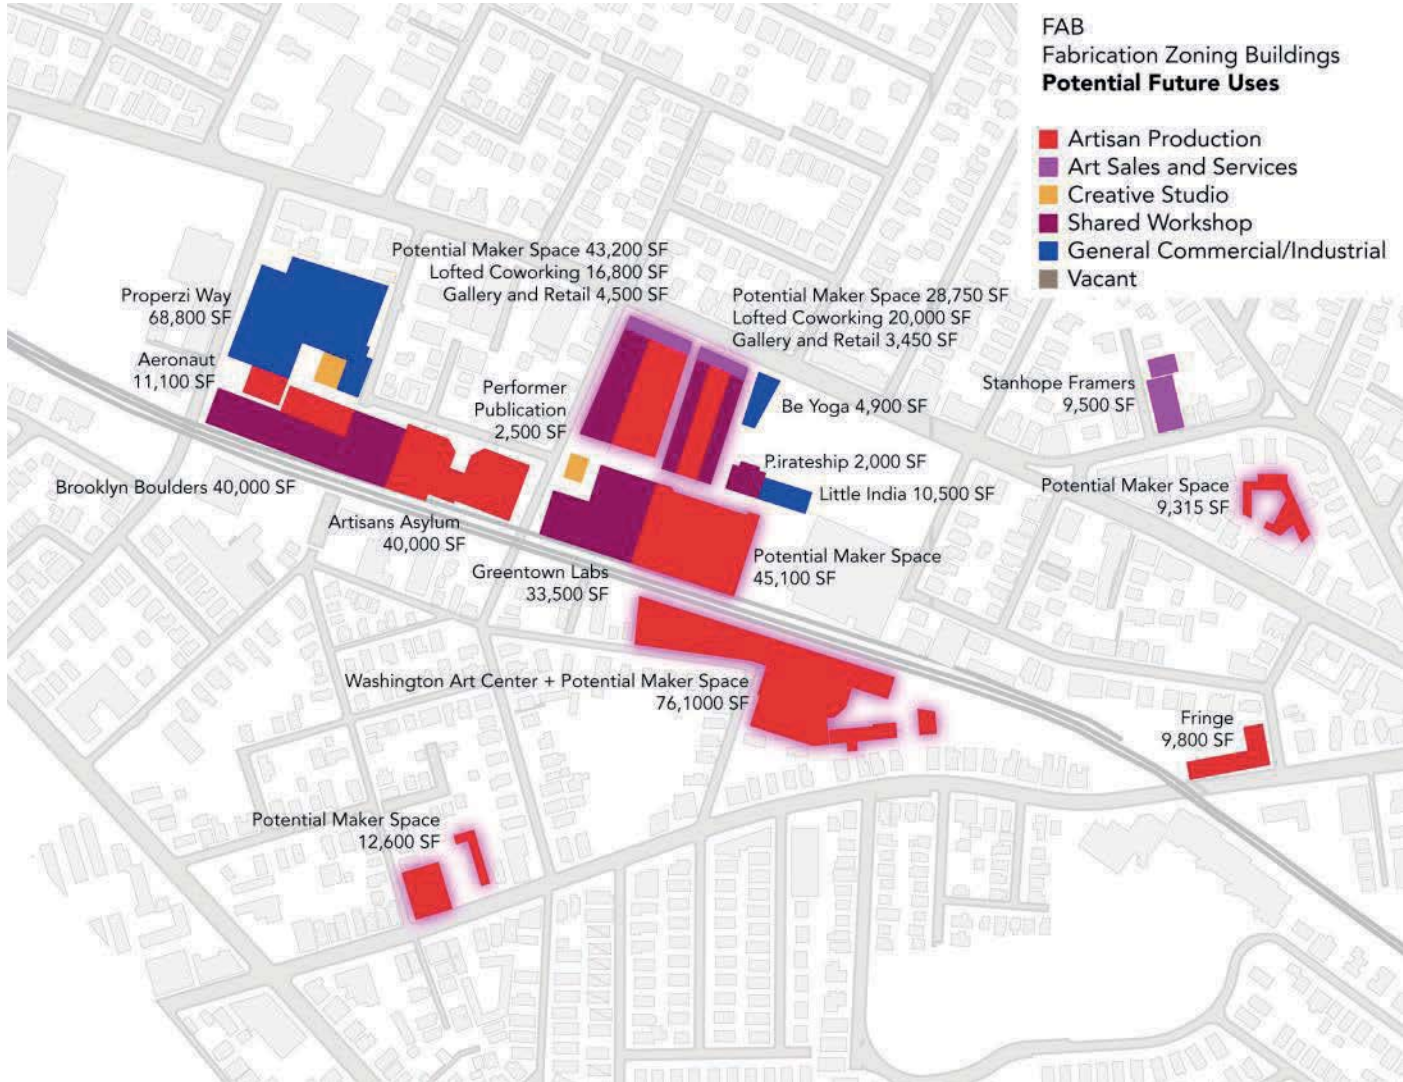 FAB
Fabrication Zoning Buildings
Potential Future Uses
Artisan Production
Art Sales and Services
Creative Studio
Shared Workshop
General Commercial/Industrial
Vacant
Potential Maker Space 43,200 SF
Lofted Coworking 16,800 SF
Gallery and Retail 4,500 SF
Potential Maker Space 28,750 SF
Lofted Coworking 20,000 SF
Gallery and Retail 3,450 SF
Properzi Way
68,800 SF
Aeronaut
11,100 SF
Performer
Publication
2,500 SF
Be Yoga 4,900 SF
Stanhope Framers
9,500 SF
P.irateship 2,000 SF
Little India 10,500 SF
Potential Maker Space
9,315 SF
Brooklyn Boulders 40,000 SF
Artisans Asylum
40,000 SF
Greentown Labs
33,500 SF
Potential Maker Space
45,100 SF
Washington Art Center + Potential Maker Space
76,1000 SF
Fringe
9,800 SF
Potential Maker Space
12,600 SF